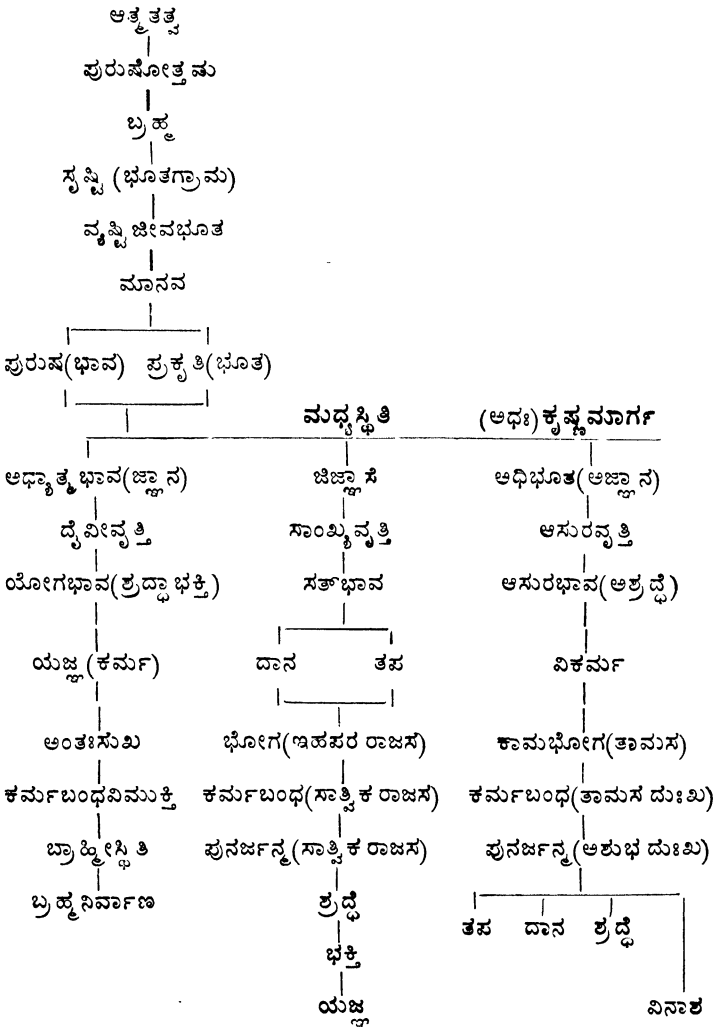 ಆತ್ಮತತ್ವ
ಪುರುಷೋತ್ತಮ
ಬ್ರಹ್ಮ
ಸೃಷ್ಟಿ (ಭೂತಗ್ರಾಮ)
ವ್ಯಷ್ಟಿಜೀವಭೂತ
ಮಾನವ
ಪುರುಷ(ಭಾವ) ಪ್ರಕೃತಿ(ಭೂತ)
ಮಧ್ಯಸ್ಥಿತಿ (ಅಧಃ)ಕೃಷ್ಣಮಾರ್ಗ
ಅಧ್ಯಾತ್ಮಭಾವ(ಜ್ಞಾನ) ಜಿಜ್ಞಾಸೆ ಅಧಿಭೂತ(ಅಜ್ಞಾನ)
ದೈವೀವೃತ್ತಿ ಸಾಂಖ್ಯವೃತ್ತಿ ಆಸುರವೃತ್ತಿ
ಯೋಗಭಾವ(ಶ್ರದ್ಧಾಭಕ್ತಿ) ಸತ್‌ಭಾವ ಆಸುರಭಾವ(ಅಶ್ರದ್ಧೆ)
ಯಜ್ಞ(ಕರ್ಮ) ದಾನ ತಪ ವಿಕರ್ಮ
ಅಂತಃಸುಖ ಭೋಗ(ಇಹಪರ ರಾಜಸ) ಕಾಮಭೋಗ(ತಾಮಸ)
ಕರ್ಮಬಂಧವಿಮುಕ್ತಿ ಕರ್ಮಬಂಧ(ಸಾತ್ವಿಕ ರಾಜಸ) ಕರ್ಮಬಂಧ(ತಾಮಸ ದುಃಖ)
ಬ್ರಾಹ್ಮೀಸ್ಥಿತಿ ಪುನರ್ಜನ್ಮ(ಸಾತ್ವಿಕ ರಾಜಸ) ಪುನರ್ಜನ್ಮ(ಅಶುಭ ದುಃಖ)
ಬ್ರಹ್ಮನಿರ್ವಾಣ ಶ್ರದ್ಧೆ
ತಪ ದಾನ ಶ್ರದ್ಧೆ
ಭಕ್ತಿ
ಯಜ್ಞ ವಿನಾಶ